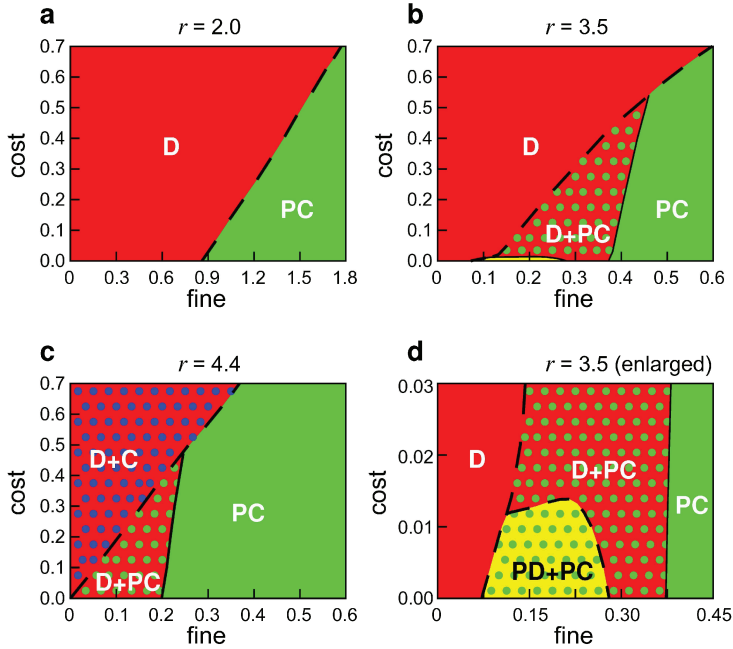 a
r = 2.0
0.7
0.6
0.5
0.4
0.3
0.2
0.1
0.0
cost
D
PC
0 0.3 0.6 0.9 1.2 1.5 1.8
fine
b
r = 3.5
0.7
0.6
0.5
0.4
0.3
0.2
0.1
0.0
cost
D
PC
D+PC
0 0.1 0.2 0.3 0.4 0.5 0.6
fine
c
r = 4.4
0.7
0.6
0.5
0.4
0.3
0.2
0.1
0.0
cost
D+C
PC
D+PC
0 0.1 0.2 0.3 0.4 0.5 0.6
fine
d
r = 3.5 (enlarged)
0.03
0.02
0.01
0.00
cost
D
D+PC
PC
PD+PC
0.15 0.30 0.45
fine